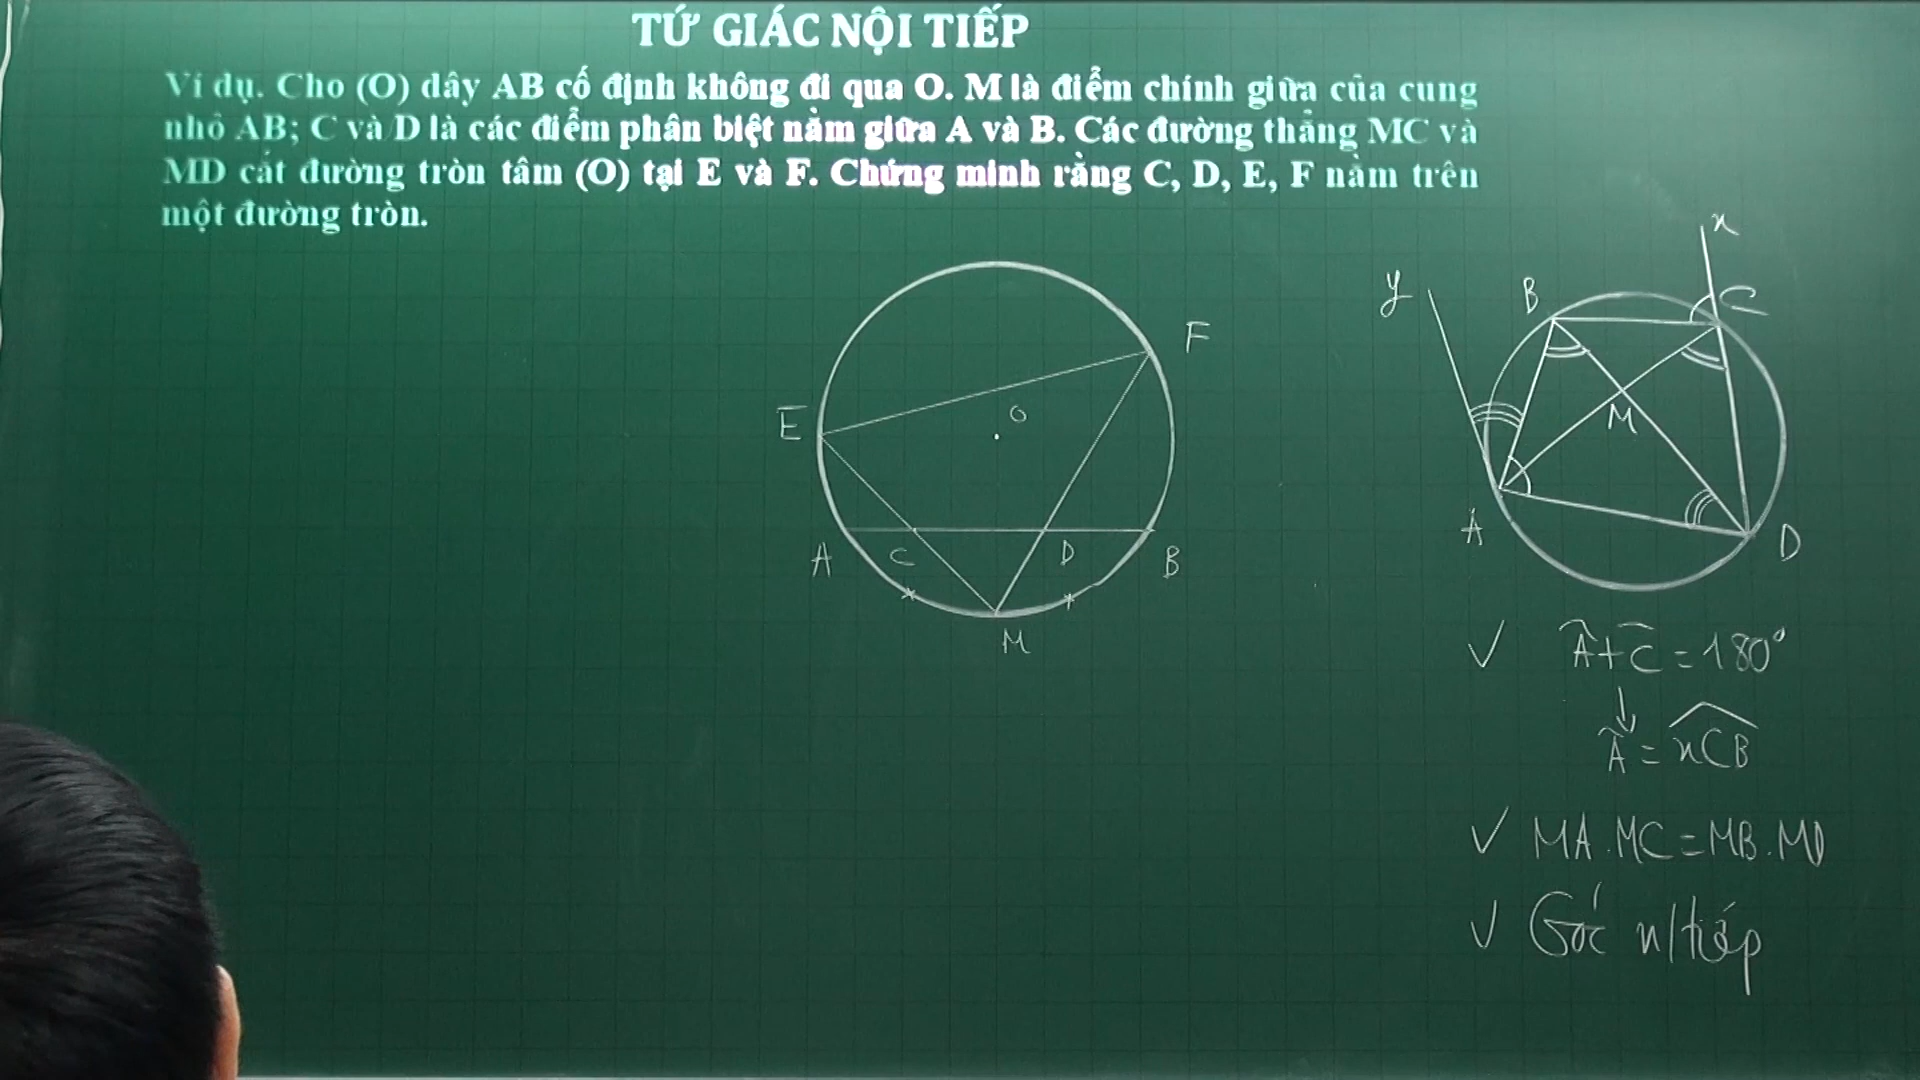 TỨ GIÁC NỘI TIẾP
Ví dụ. Cho (O) dây AB cố định không đi qua O. M là điểm chính giữa của cung
nhỏ AB; C và D là các điểm phân biệt nằm giữa A và B. Các đường thẳng MC và
MD cắt đường tròn tâm (O) tại E và F. Chứng minh rằng C, D, E, F nằm trên
một đường tròn.
x
y B C
F
E O M
A C D B
A D
M
√ Â+Ĉ=180°
↓
Â = xCB
√ MA.MC=MB.MD
√ Góc n/tiếp